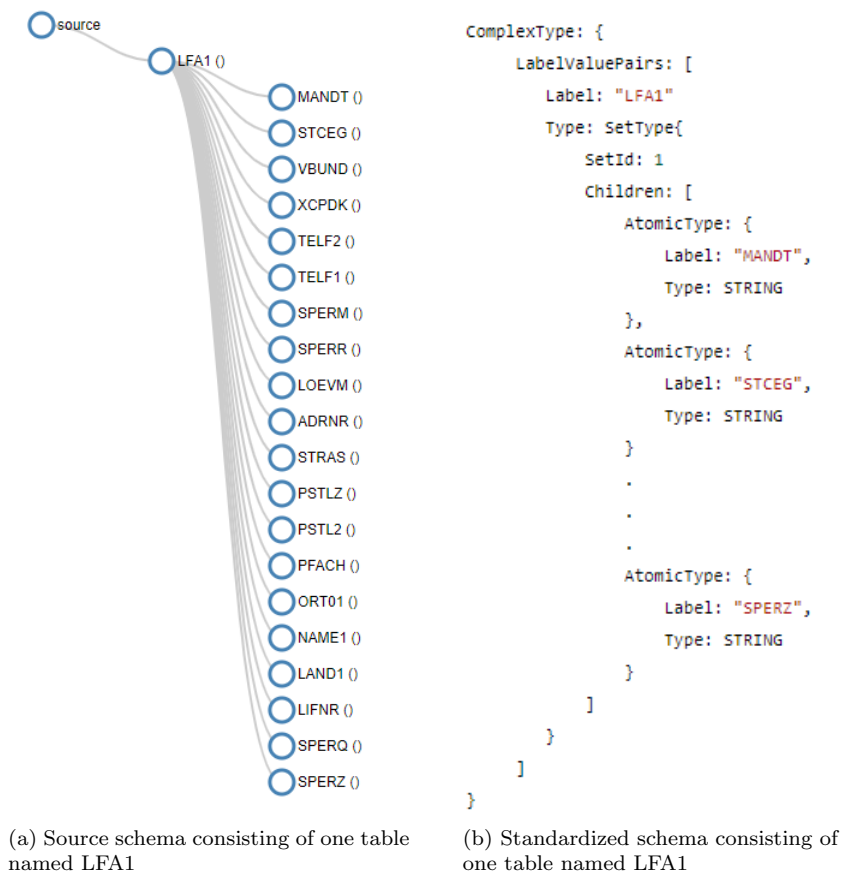 source
LFA1 ()
MANDT ()
STCEG ()
VBUND ()
XCPDK ()
TELF2 ()
TELF1 ()
SPERM ()
SPERR ()
LOEVM ()
ADRNR ()
STRAS ()
PSTLZ ()
PSTL2 ()
PFACH ()
ORT01 ()
NAME1 ()
LAND1 ()
LIFNR ()
SPERQ ()
SPERZ ()
(a) Source schema consisting of one table
named LFA1
ComplexType: {
LabelValuePairs: [
Label: "LFA1"
Type: SetType{
SetId: 1
Children: [
AtomicType: {
Label: "MANDT",
Type: STRING
},
AtomicType: {
Label: "STCEG",
Type: STRING
}
.
.
.
AtomicType: {
Label: "SPERZ",
Type: STRING
}
]
}
]
}
(b) Standardized schema consisting of
one table named LFA1